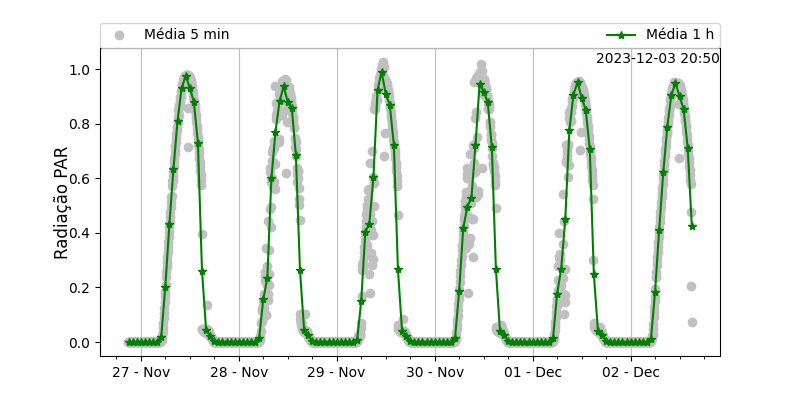 Média 5 min
Média 1 h
2023-12-03 20:50
Radiação PAR
1.0
0.8
0.6
0.4
0.2
0.0
27 - Nov
28 - Nov
29 - Nov
30 - Nov
01 - Dec
02 - Dec